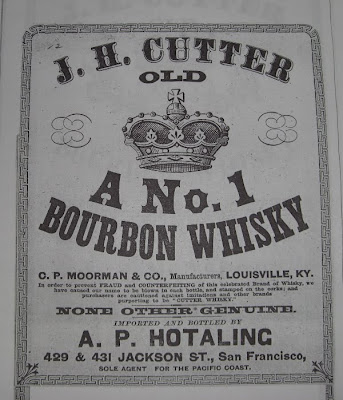 J. H. CUTTER
OLD
A No. 1
BOURBON WHISKY
C. P. MOORMAN & CO., Manufacturers, LOUISVILLE, KY.
In order to prevent FRAUD and COUNTERFEITING of this celebrated Brand of Whisky, we
have caused our name to be blown in each bottle, and stamped on the corks; and
purchasers are cautioned against imitations and other brands
purporting to be "CUTTER WHISKY."
NONE OTHER GENUINE.
IMPORTED AND BOTTLED BY
A. P. HOTALING
429 & 431 JACKSON ST., San Francisco,
SOLE AGENT FOR THE PACIFIC COAST.